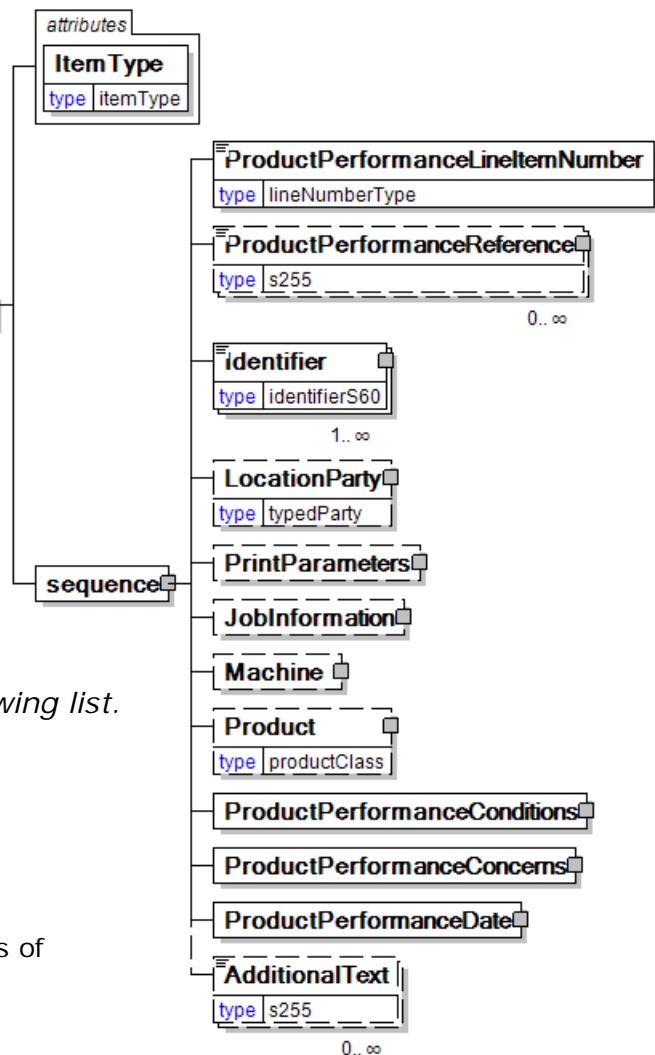 attributes
ItemType
type itemType
ProductPerformanceLineItemNumber
type lineNumberType
ProductPerformanceReference
type s255
0.. ∞
Identifier
type identifierS60
1.. ∞
LocationParty
type typedParty
PrintParameters
sequence
JobInformation
Machine
wing list.
Product
type productClass
ProductPerformanceConditions
ProductPerformanceConcerns
ProductPerformanceDate
s of
AdditionalText
type s255
0.. ∞